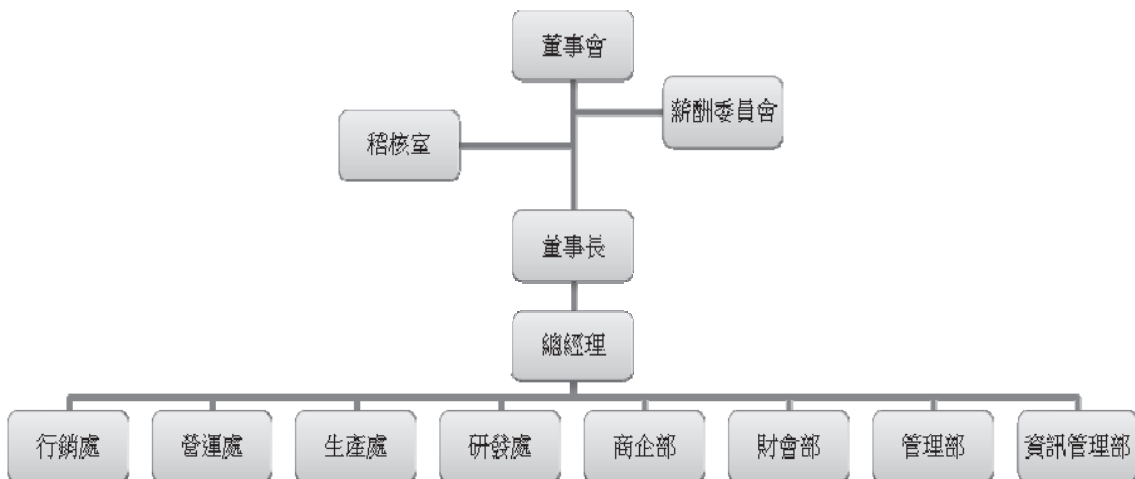 董事會
薪酬委員會
稽核室
董事長
總經理
行銷處
營運處
生產處
研發處
商企部
財會部
管理部
資訊管理部